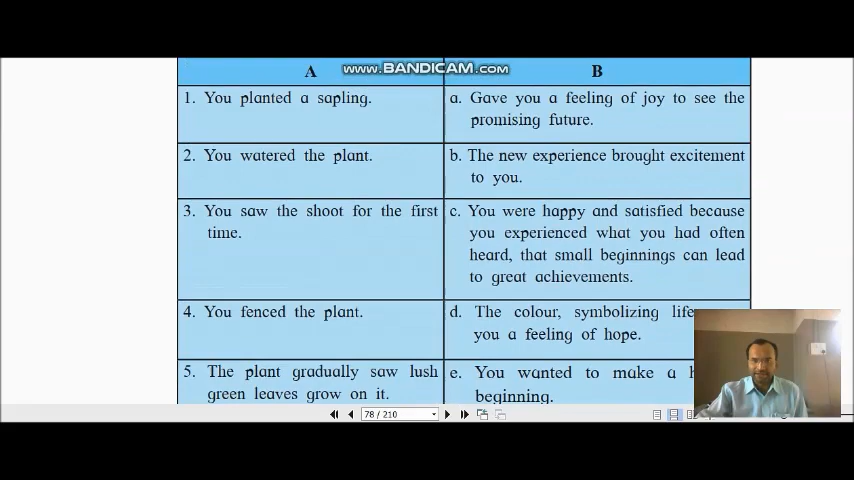 WWW.BANDICAM.COM
A
B
1. You planted a sapling.
a. Gave you a feeling of joy to see the
promising future.
2. You watered the plant.
b. The new experience brought excitement
to you.
3. You saw the shoot for the first
time.
c. You were happy and satisfied because
you experienced what you had often
heard, that small beginnings can lead
to great achievements.
4. You fenced the plant.
d. The colour, symbolizing life
you a feeling of hope.
5. The plant gradually saw lush
green leaves grow on it.
e. You wanted to make a
beginning.
78 / 210